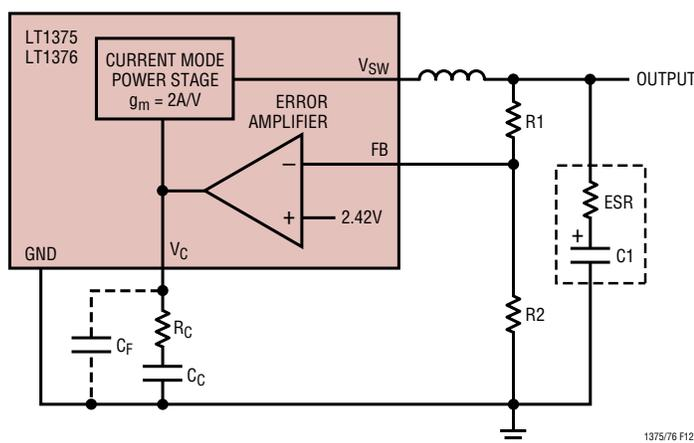 LT1375
LT1376
CURRENT MODE
POWER STAGE
gm = 2A/V
VSW
OUTPUT
ERROR
AMPLIFIER
R1
FB
–
+
2.42V
ESR
+
C1
GND
VC
R2
RC
CF
CC
1375/76 F12